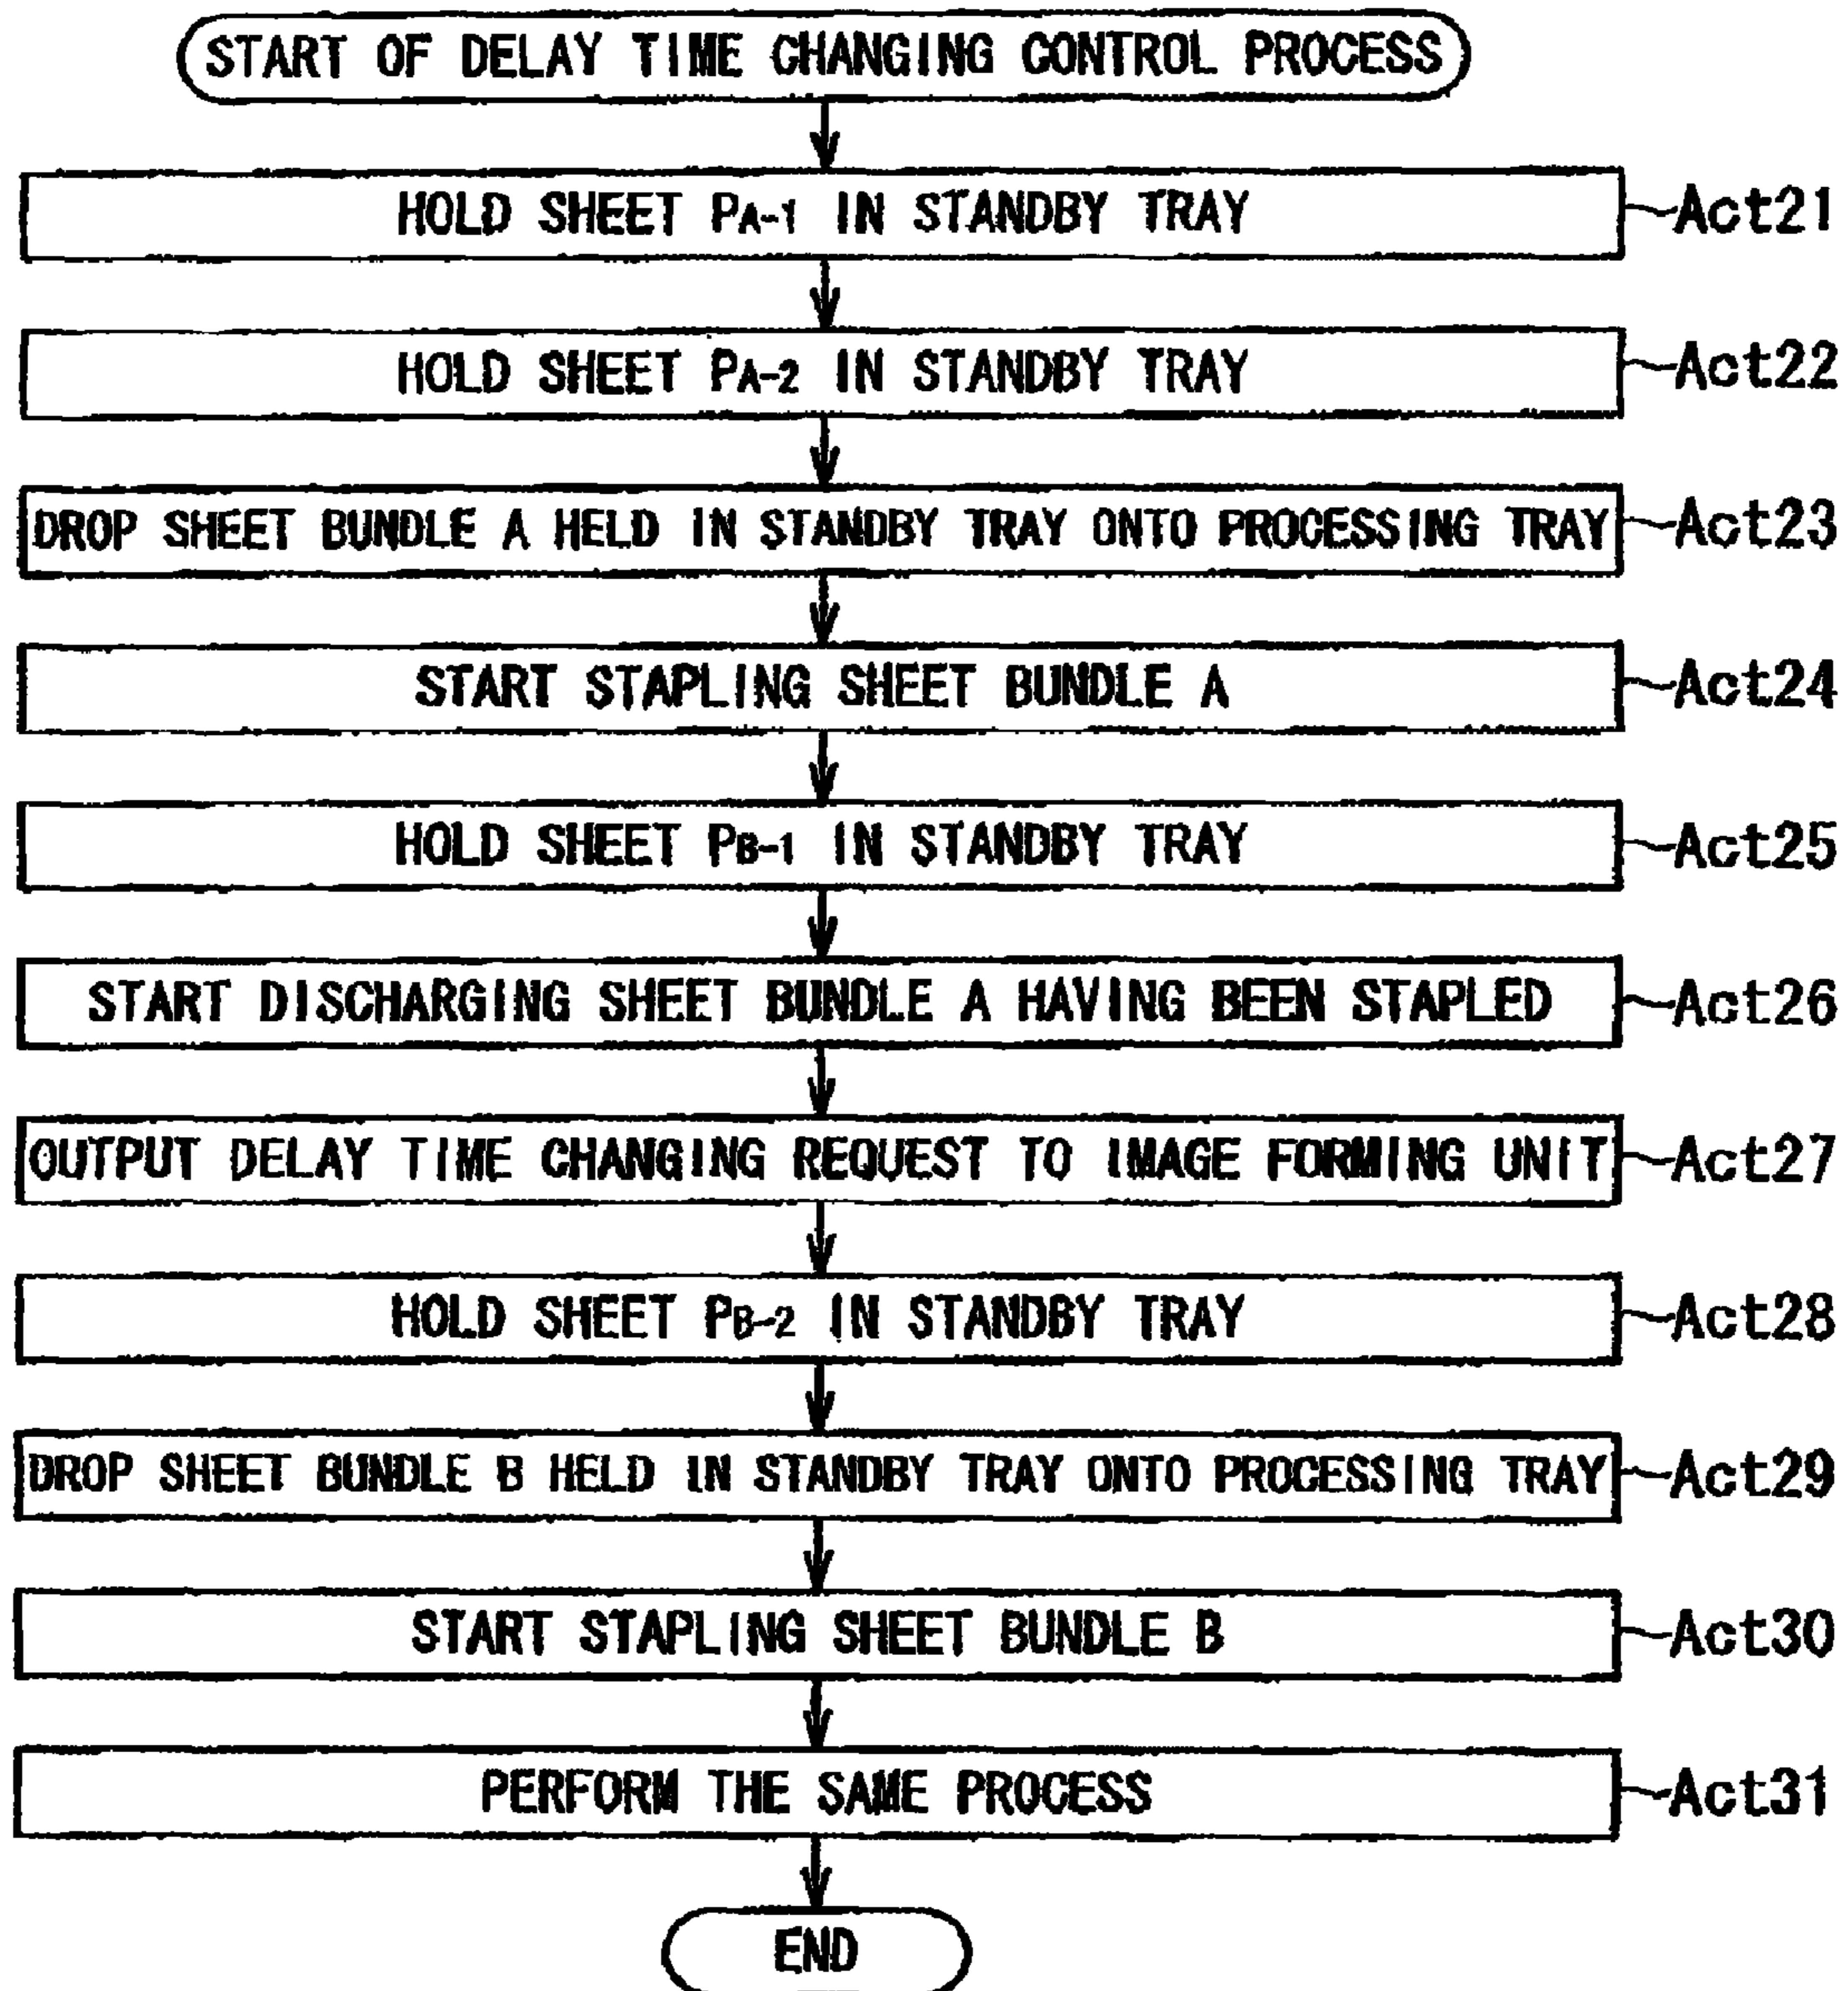 START OF DELAY TIME CHANGING CONTROL PROCESS
HOLD SHEET PA-1 IN STANDBY TRAY
Act21
HOLD SHEET PA-2 IN STANDBY TRAY
Act22
DROP SHEET BUNDLE A HELD IN STANDBY TRAY ONTO PROCESSING TRAY
Act23
START STAPLING SHEET BUNDLE A
Act24
HOLD SHEET PB-1 IN STANDBY TRAY
Act25
START DISCHARGING SHEET BUNDLE A HAVING BEEN STAPLED
Act26
OUTPUT DELAY TIME CHANGING REQUEST TO IMAGE FORMING UNIT
Act27
HOLD SHEET PB-2 IN STANDBY TRAY
Act28
DROP SHEET BUNDLE B HELD IN STANDBY TRAY ONTO PROCESSING TRAY
Act29
START STAPLING SHEET BUNDLE B
Act30
PERFORM THE SAME PROCESS
Act31
END